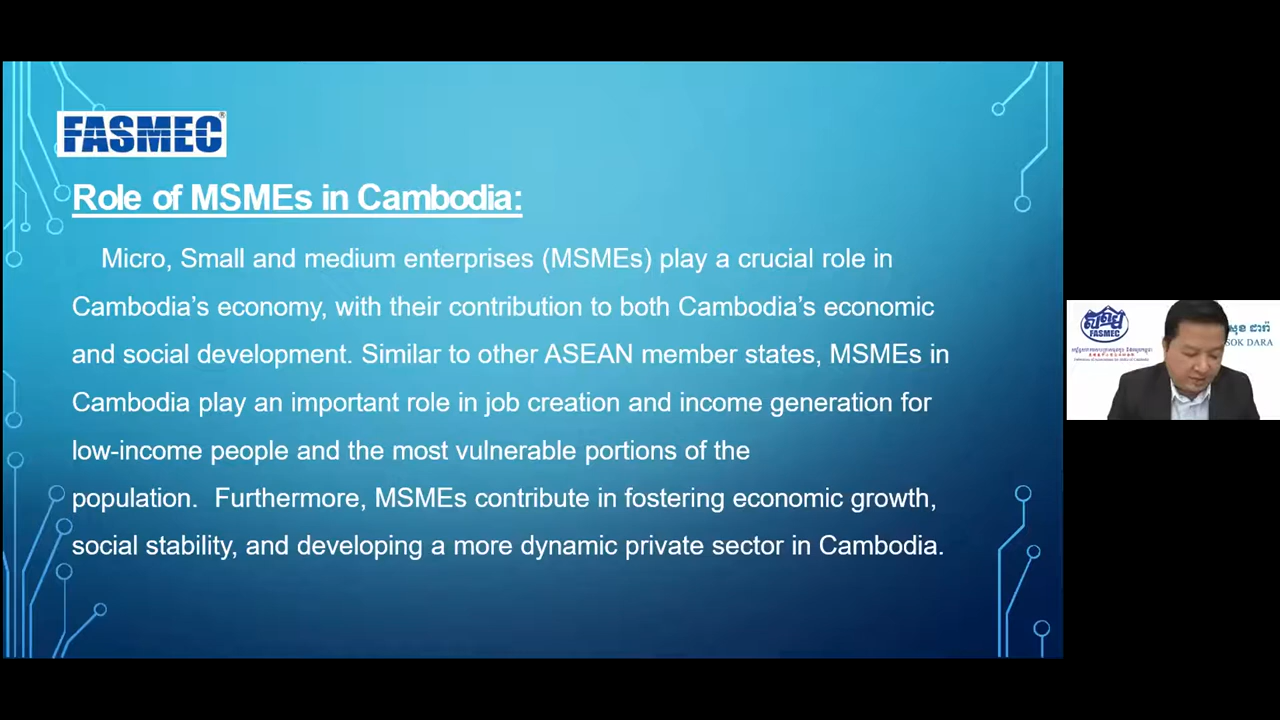 FASMEC®
Role of MSMEs in Cambodia:
Micro, Small and medium enterprises (MSMEs) play a crucial role in
Cambodia’s economy, with their contribution to both Cambodia’s economic
and social development. Similar to other ASEAN member states, MSMEs in
Cambodia play an important role in job creation and income generation for
low-income people and the most vulnerable portions of the
population.  Furthermore, MSMEs contribute in fostering economic growth,
social stability, and developing a more dynamic private sector in Cambodia.
FASMEC
សុខ ដារ៉ា
SOK DARA